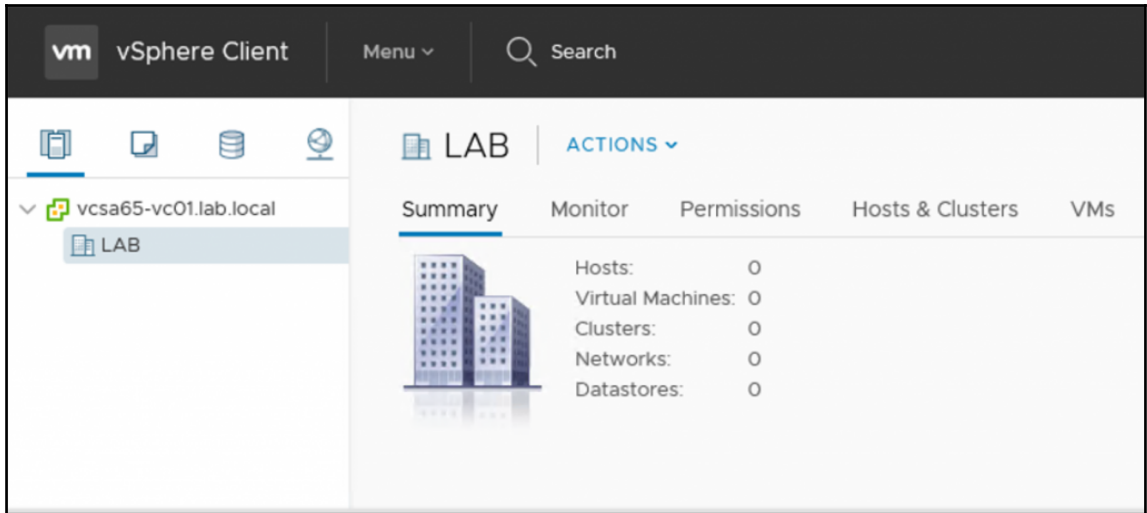 vm vSphere Client Menu Search
LAB ACTIONS
vcsa65-vc01.lab.local
LAB
Summary Monitor Permissions Hosts & Clusters VMs
Hosts: 0
Virtual Machines: 0
Clusters: 0
Networks: 0
Datastores: 0